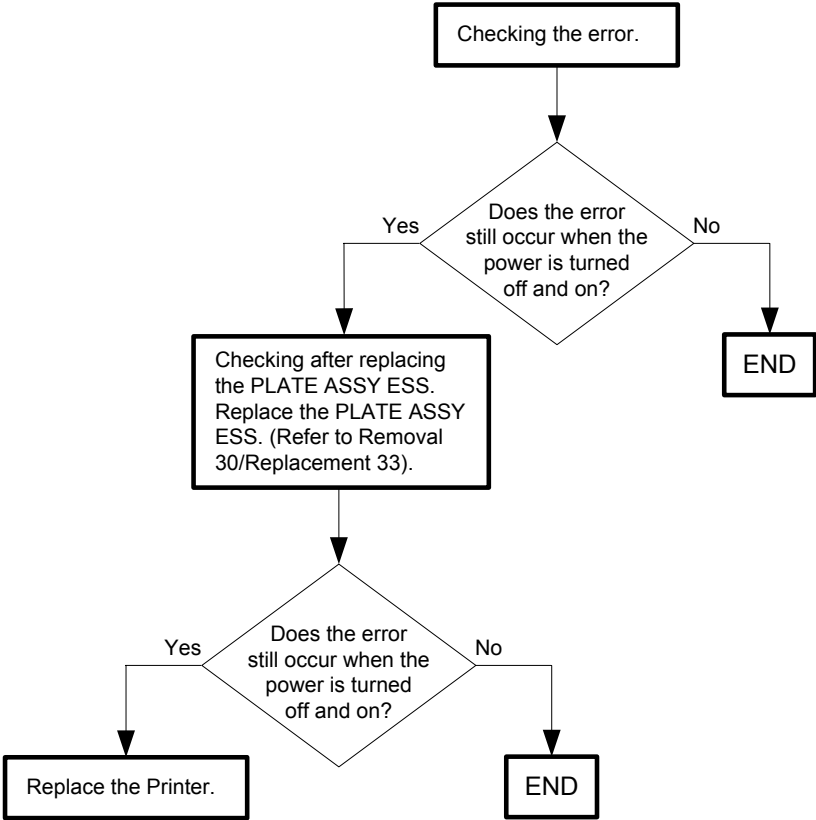 Checking the error.
Does the error
still occur when the
power is turned
off and on?
Yes
No
Checking after replacing
the PLATE ASSY ESS.
Replace the PLATE ASSY
ESS. (Refer to Removal
30/Replacement 33).
END
Does the error
still occur when the
power is turned
off and on?
Yes
No
Replace the Printer.
END